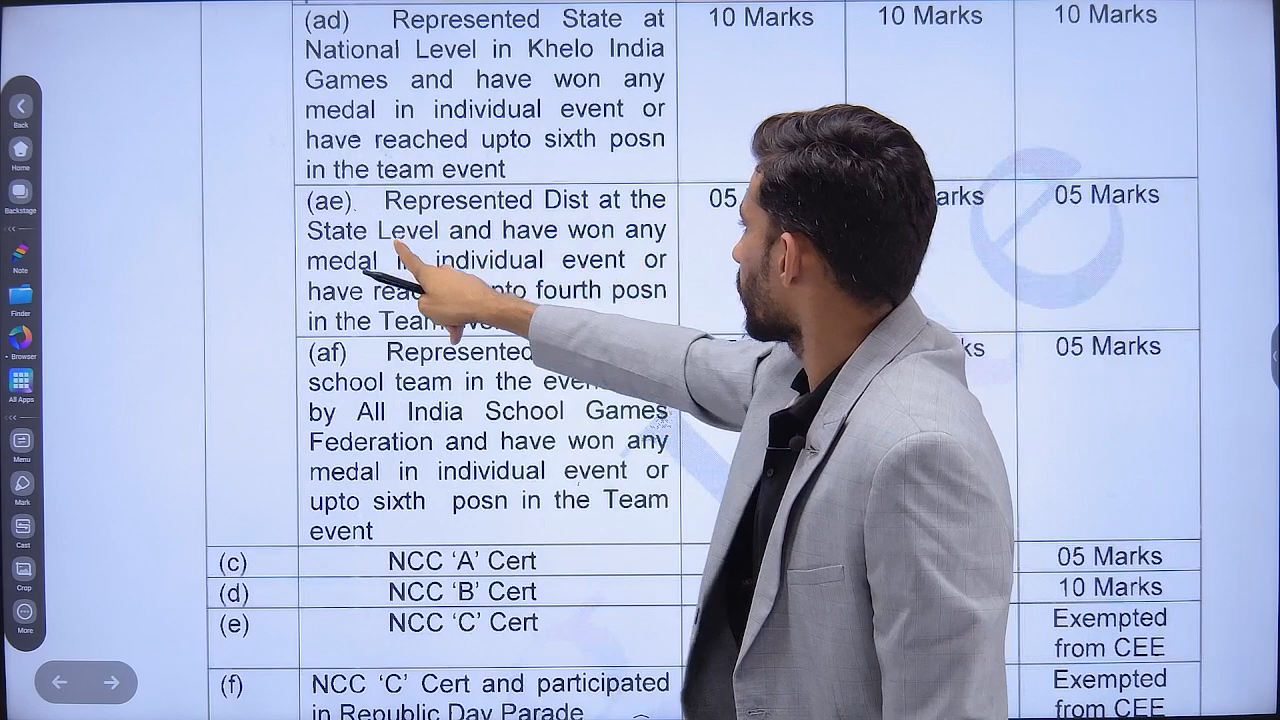 (ad) Represented State at
National Level in Khelo India
Games and have won any
medal in individual event or
have reached upto sixth posn
in the team event
10 Marks 10 Marks 10 Marks
(ae). Represented Dist at the
State Level and have won any
medal individual event or
have fourth posn
in the Team
05 05 Marks
(af) Represented
school team in the
by All India School Games
Federation and have won any
medal in individual event or
upto sixth posn in the Team
event
05 Marks
(c) NCC ‘A’ Cert 05 Marks
(d) NCC ‘B’ Cert 10 Marks
(e) NCC ‘C’ Cert Exempted
from CEE
(f) NCC ‘C’ Cert and participated
in Republic Day Parade
Exempted
from CEE
Back
Home
Backstage
Note
Finder
Browser
All Apps
Menu
Mark
Cast
Crop
More